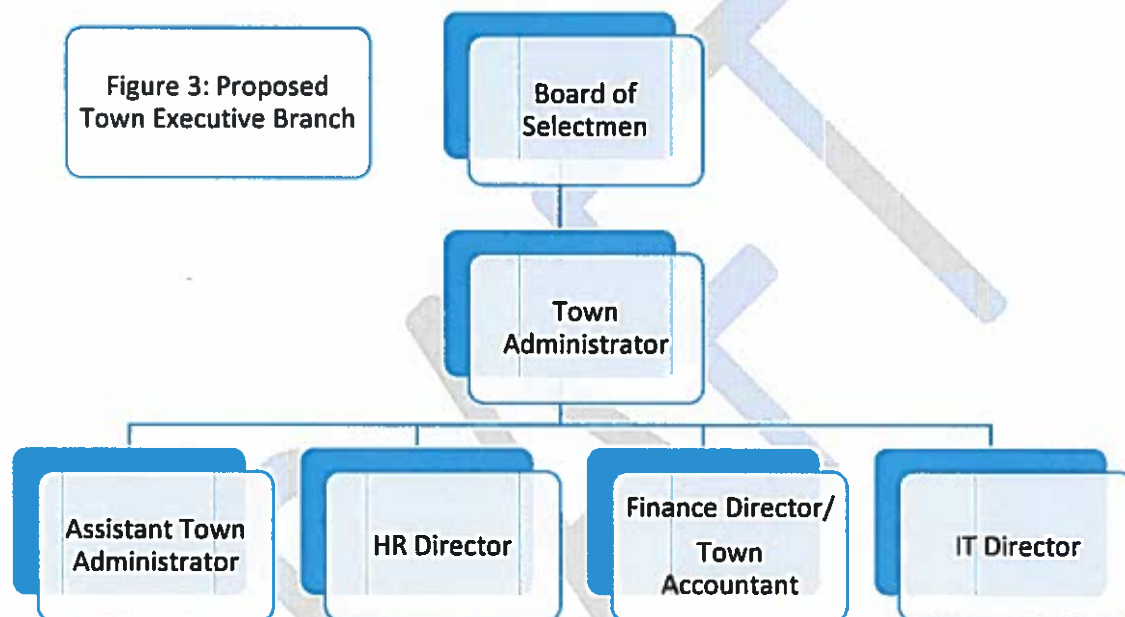 Figure 3: Proposed
Town Executive Branch
Board of
Selectmen
Town
Administrator
Assistant Town
Administrator
HR Director
Finance Director/
Town
Accountant
IT Director